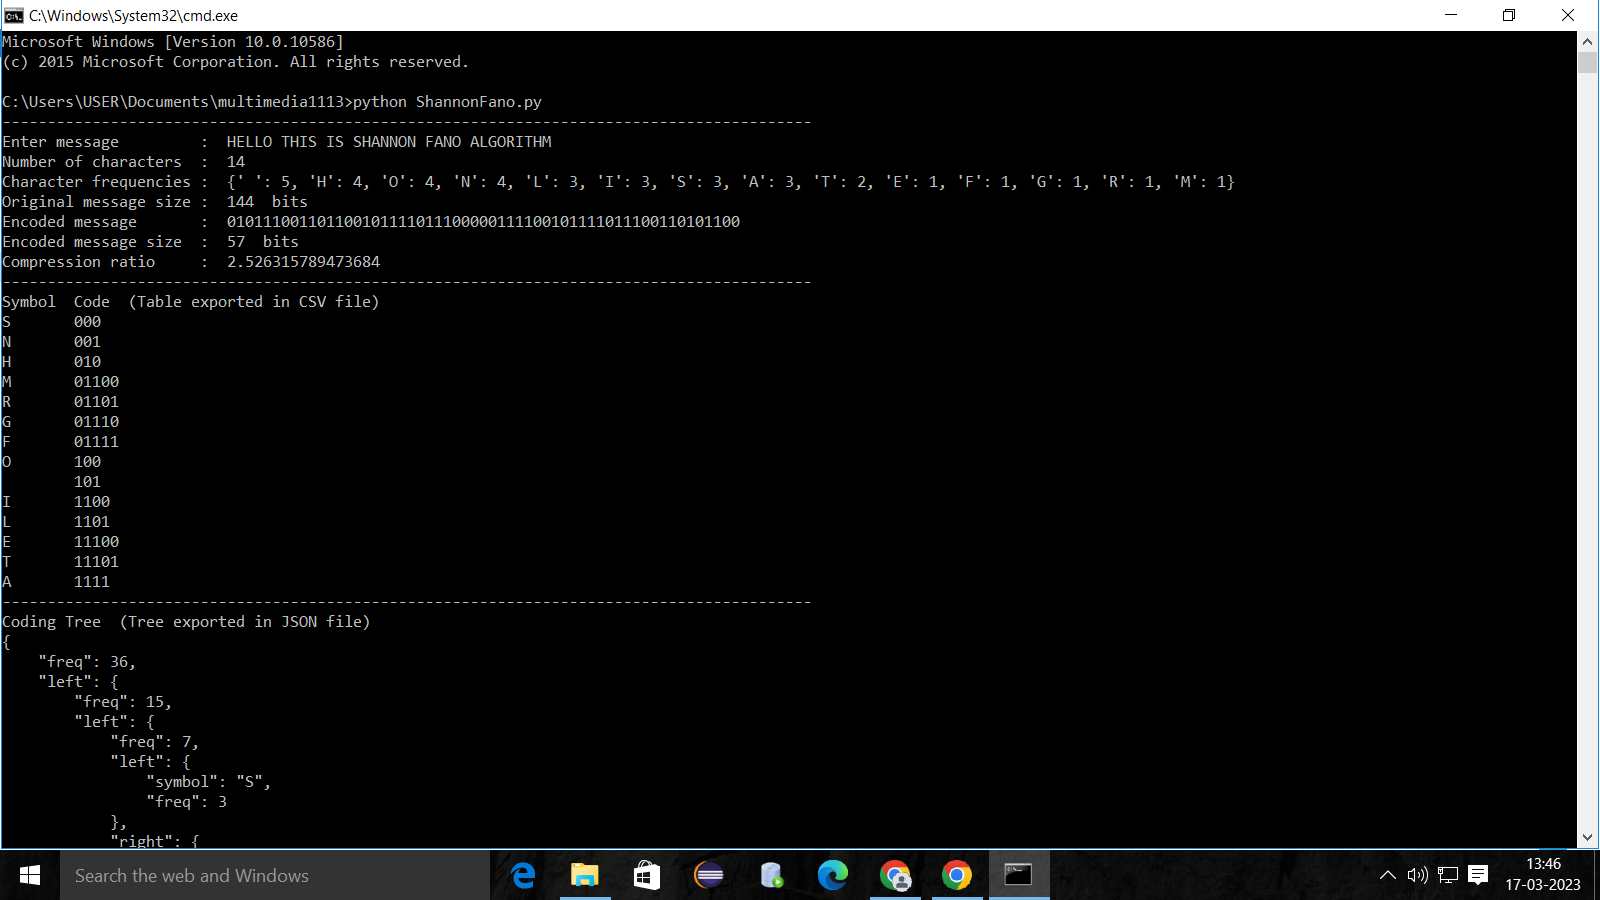 C:\Windows\System32\cmd.exe
Microsoft Windows [Version 10.0.10586]
(c) 2015 Microsoft Corporation. All rights reserved.
C:\Users\USER\Documents\multimedia1113>python ShannonFano.py
------------------------------------------------------------------------------------------
Enter message         :  HELLO THIS IS SHANNON FANO ALGORITHM
Number of characters  :  14
Character frequencies :  {' ': 5, 'H': 4, 'O': 4, 'N': 4, 'L': 3, 'I': 3, 'S': 3, 'A': 3, 'T': 2, 'E': 1, 'F': 1, 'G': 1, 'R': 1, 'M': 1}
Original message size :  144  bits
Encoded message       :  010111001101100101111011100000111100101111011100110101100
Encoded message size  :  57  bits
Compression ratio     :  2.526315789473684
------------------------------------------------------------------------------------------
Symbol  Code  (Table exported in CSV file)
S       000
N       001
H       010
M       01100
R       01101
G       01110
F       01111
O       100
        101
I       1100
L       1101
E       11100
T       11101
A       1111
------------------------------------------------------------------------------------------
Coding Tree  (Tree exported in JSON file)
{
    "freq": 36,
    "left": {
        "freq": 15,
        "left": {
            "freq": 7,
            "left": {
                "symbol": "S",
                "freq": 3
            },
            "right": {
Search the web and Windows
13:46
17-03-2023